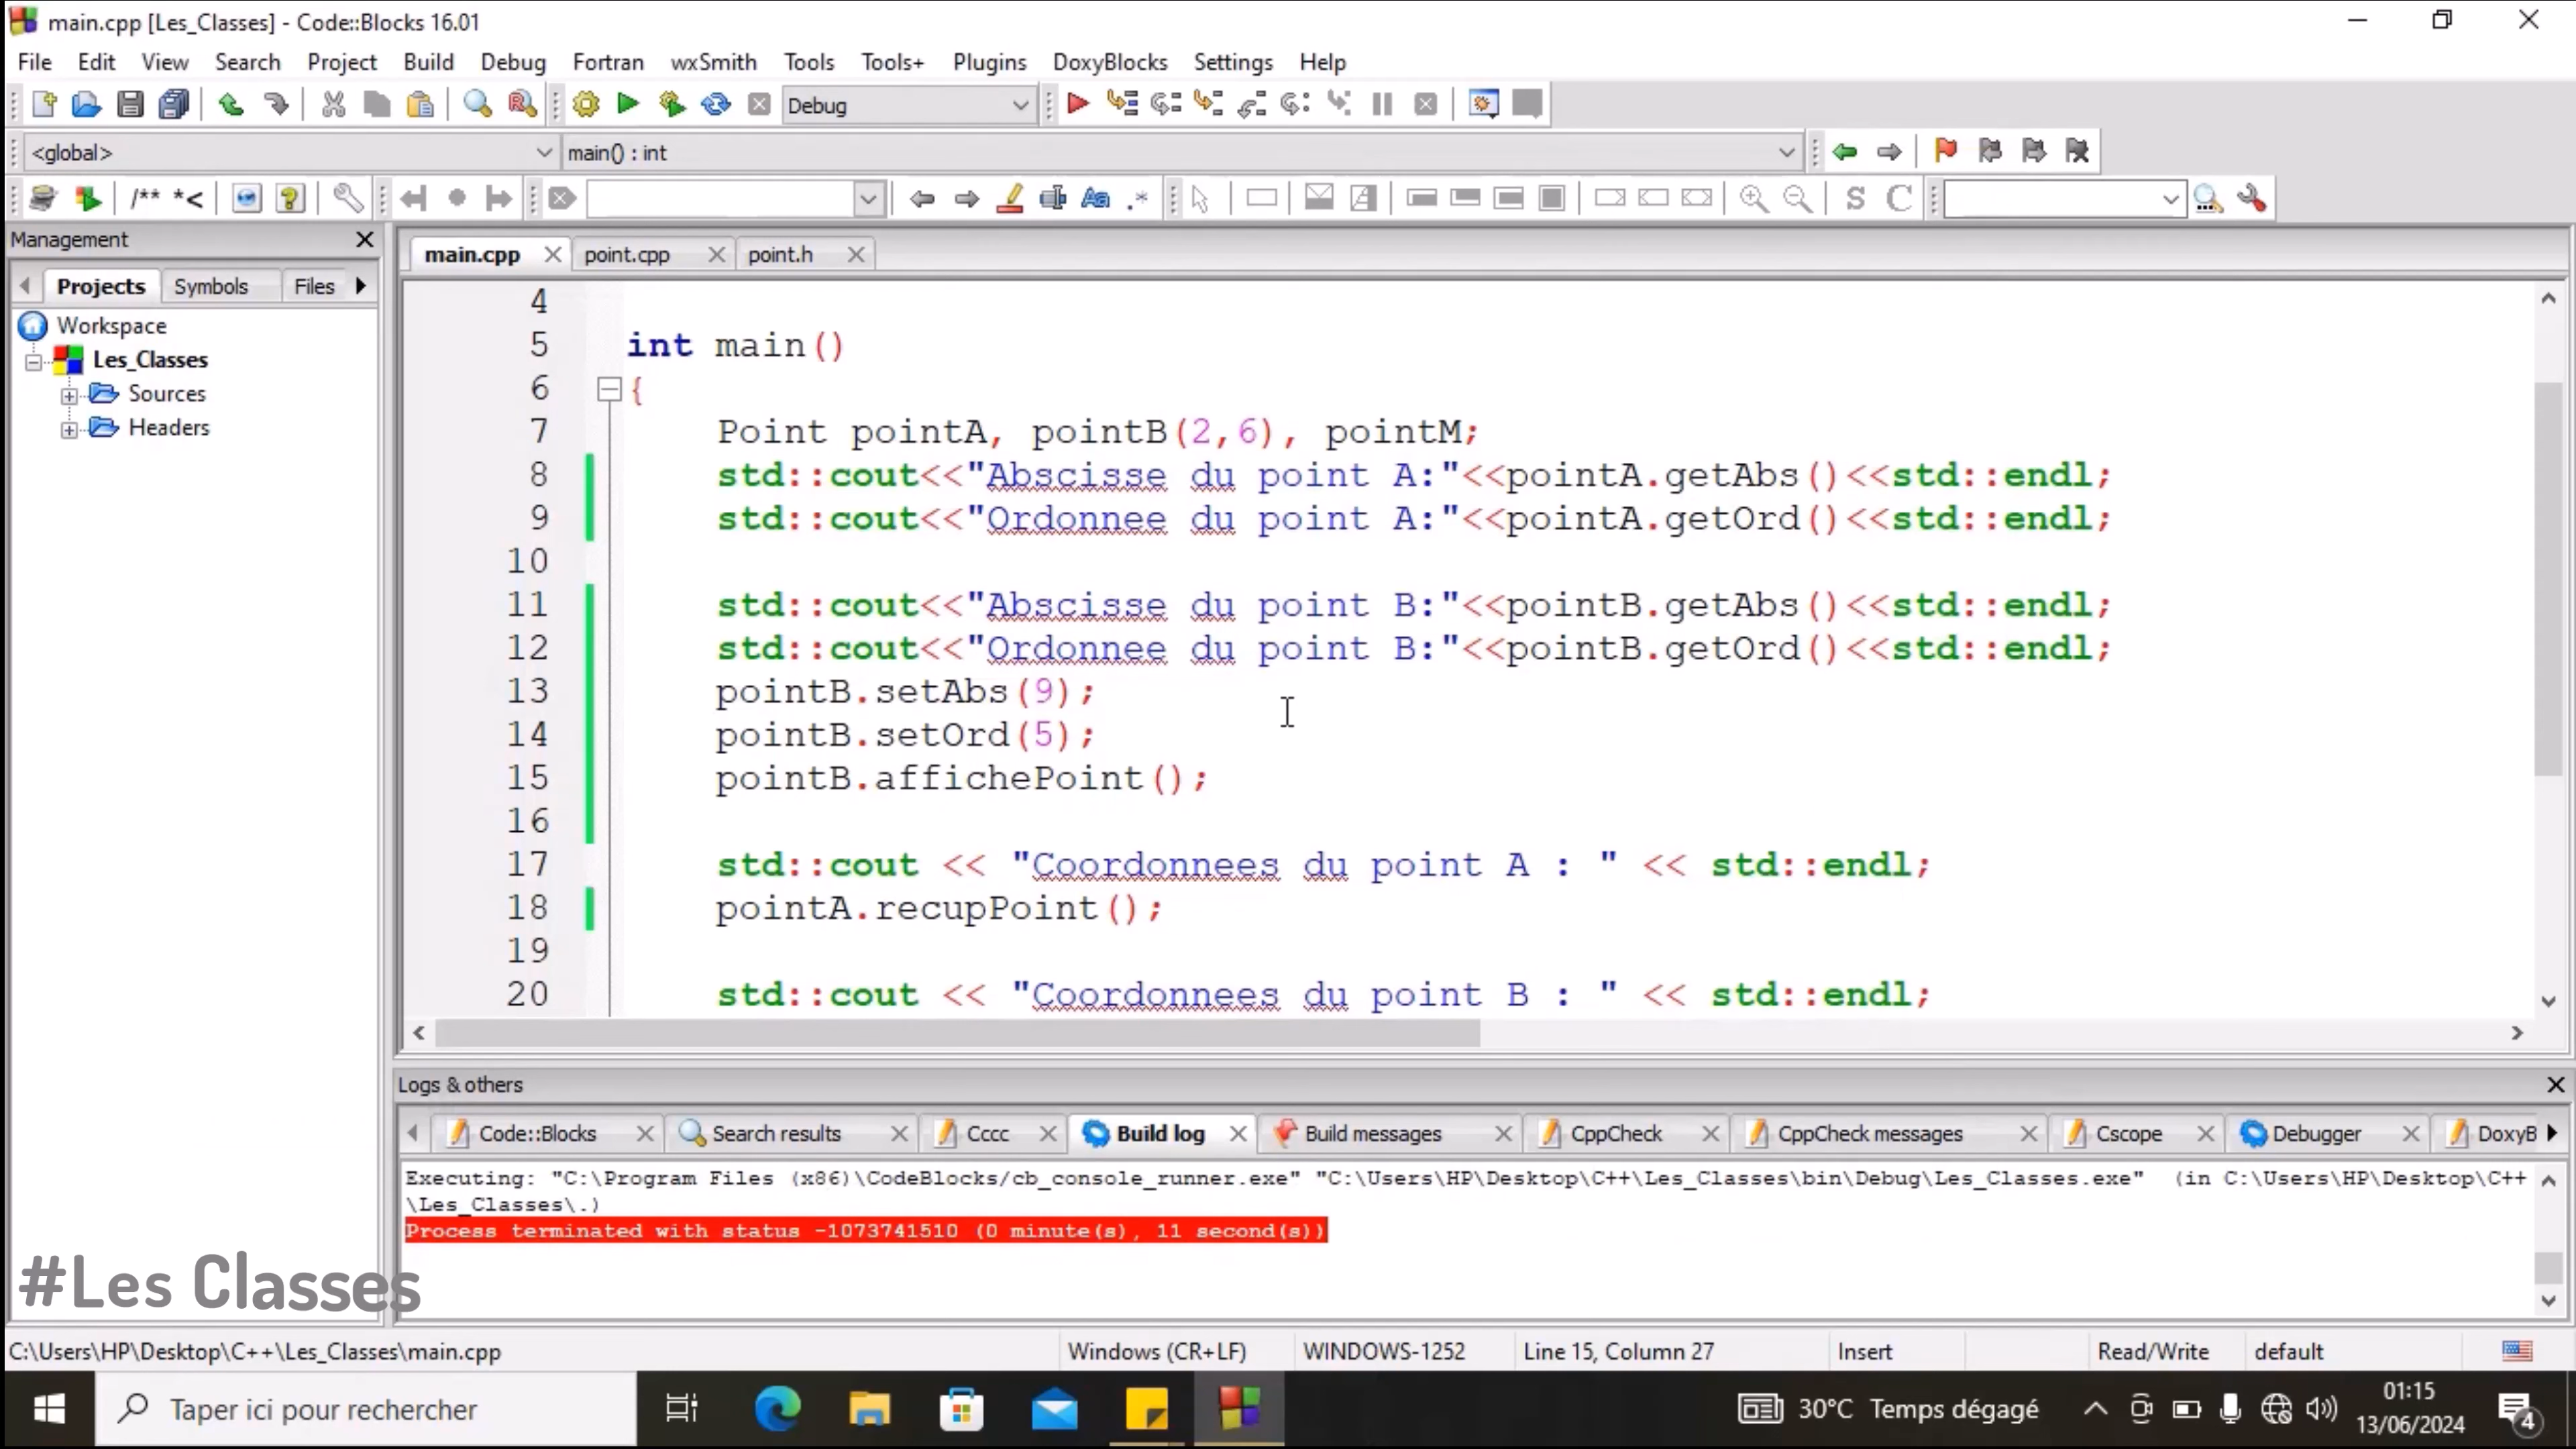 main.cpp [Les_Classes] - Code::Blocks 16.01
File Edit View Search Project Build Debug Fortran wxSmith Tools Tools+ Plugins DoxyBlocks Settings Help
Debug
<global> main() : int
/** *< Aa .* S C
Management
Projects Symbols Files
Workspace
Les_Classes
Sources
Headers
main.cpp point.cpp point.h
4
5 int main()
6 {
7 Point pointA, pointB(2,6), pointM;
8 std::cout<<"Abscisse du point A:"<<pointA.getAbs()<<std::endl;
9 std::cout<<"Ordonnee du point A:"<<pointA.getOrd()<<std::endl;
10
11 std::cout<<"Abscisse du point B:"<<pointB.getAbs()<<std::endl;
12 std::cout<<"Ordonnee du point B:"<<pointB.getOrd()<<std::endl;
13 pointB.setAbs(9);
14 pointB.setOrd(5);
15 pointB.affichePoint();
16
17 std::cout << "Coordonnees du point A : " << std::endl;
18 pointA.recupPoint();
19
20 std::cout << "Coordonnees du point B : " << std::endl;
Logs & others
Code::Blocks Search results Cccc Build log Build messages CppCheck CppCheck messages Cscope Debugger DoxyB
Executing: "C:\Program Files (x86)\CodeBlocks/cb_console_runner.exe" "C:\Users\HP\Desktop\C++\Les_Classes\bin\Debug\Les_Classes.exe" (in C:\Users\HP\Desktop\C++
\Les_Classes\.)
Process terminated with status -1073741510 (0 minute(s), 11 second(s))
#Les Classes
C:\Users\HP\Desktop\C++\Les_Classes\main.cpp Windows (CR+LF) WINDOWS-1252 Line 15, Column 27 Insert Read/Write default
Taper ici pour rechercher 30°C Temps dégagé 01:15
13/06/2024 4